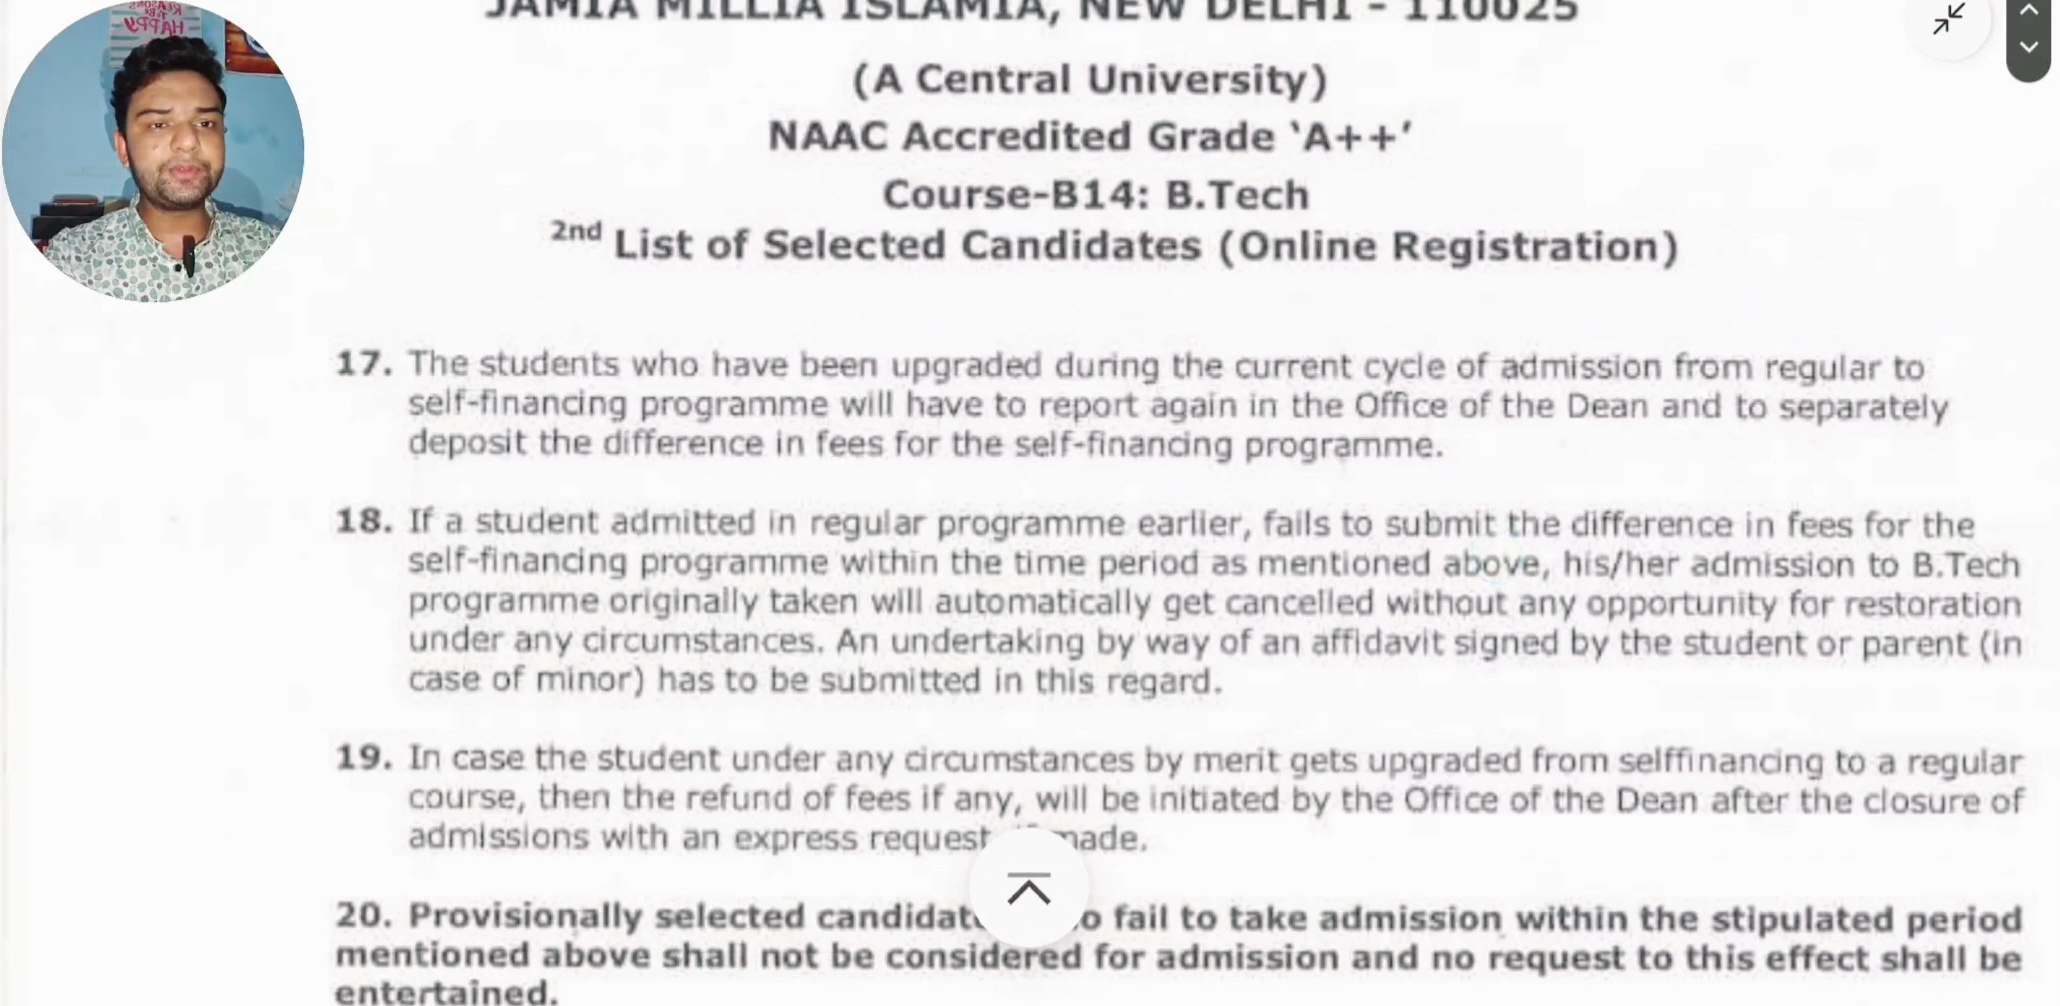 JAMIA MILLIA ISLAMIA, NEW DELHI - 110025
(A Central University)
NAAC Accredited Grade ‘A++’
Course-B14: B.Tech
2nd List of Selected Candidates (Online Registration)
17. The students who have been upgraded during the current cycle of admission from regular to
self-financing programme will have to report again in the Office of the Dean and to separately
deposit the difference in fees for the self-financing programme.
18. If a student admitted in regular programme earlier, fails to submit the difference in fees for the
self-financing programme within the time period as mentioned above, his/her admission to B.Tech
programme originally taken will automatically get cancelled without any opportunity for restoration
under any circumstances. An undertaking by way of an affidavit signed by the student or parent (in
case of minor) has to be submitted in this regard.
19. In case the student under any circumstances by merit gets upgraded from selffinancing to a regular
course, then the refund of fees if any, will be initiated by the Office of the Dean after the closure of
admissions with an express request
20. Provisionally selected fail to take admission within the stipulated period
mentioned above shall not be considered for admission and no request to this effect shall be
entertained.